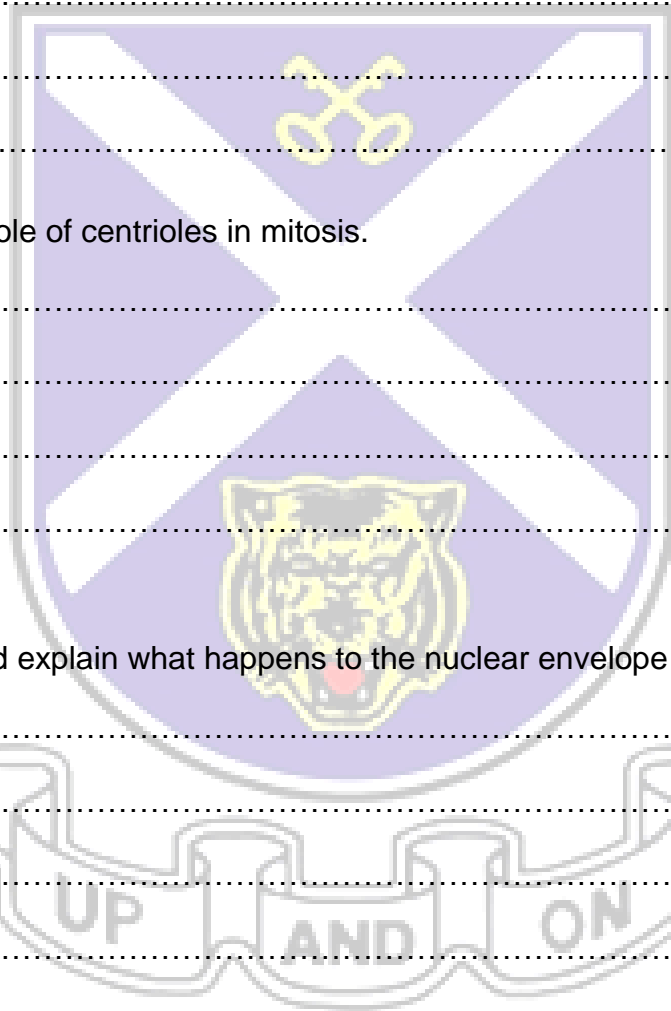 ole of centrioles in mitosis.
d explain what happens to the nuclear envelope
UP AND ON